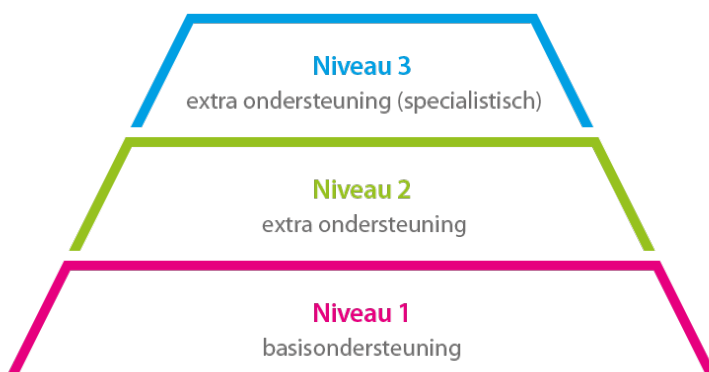 Niveau 3
extra ondersteuning (specialistisch)
Niveau 2
extra ondersteuning
Niveau 1
basisondersteuning